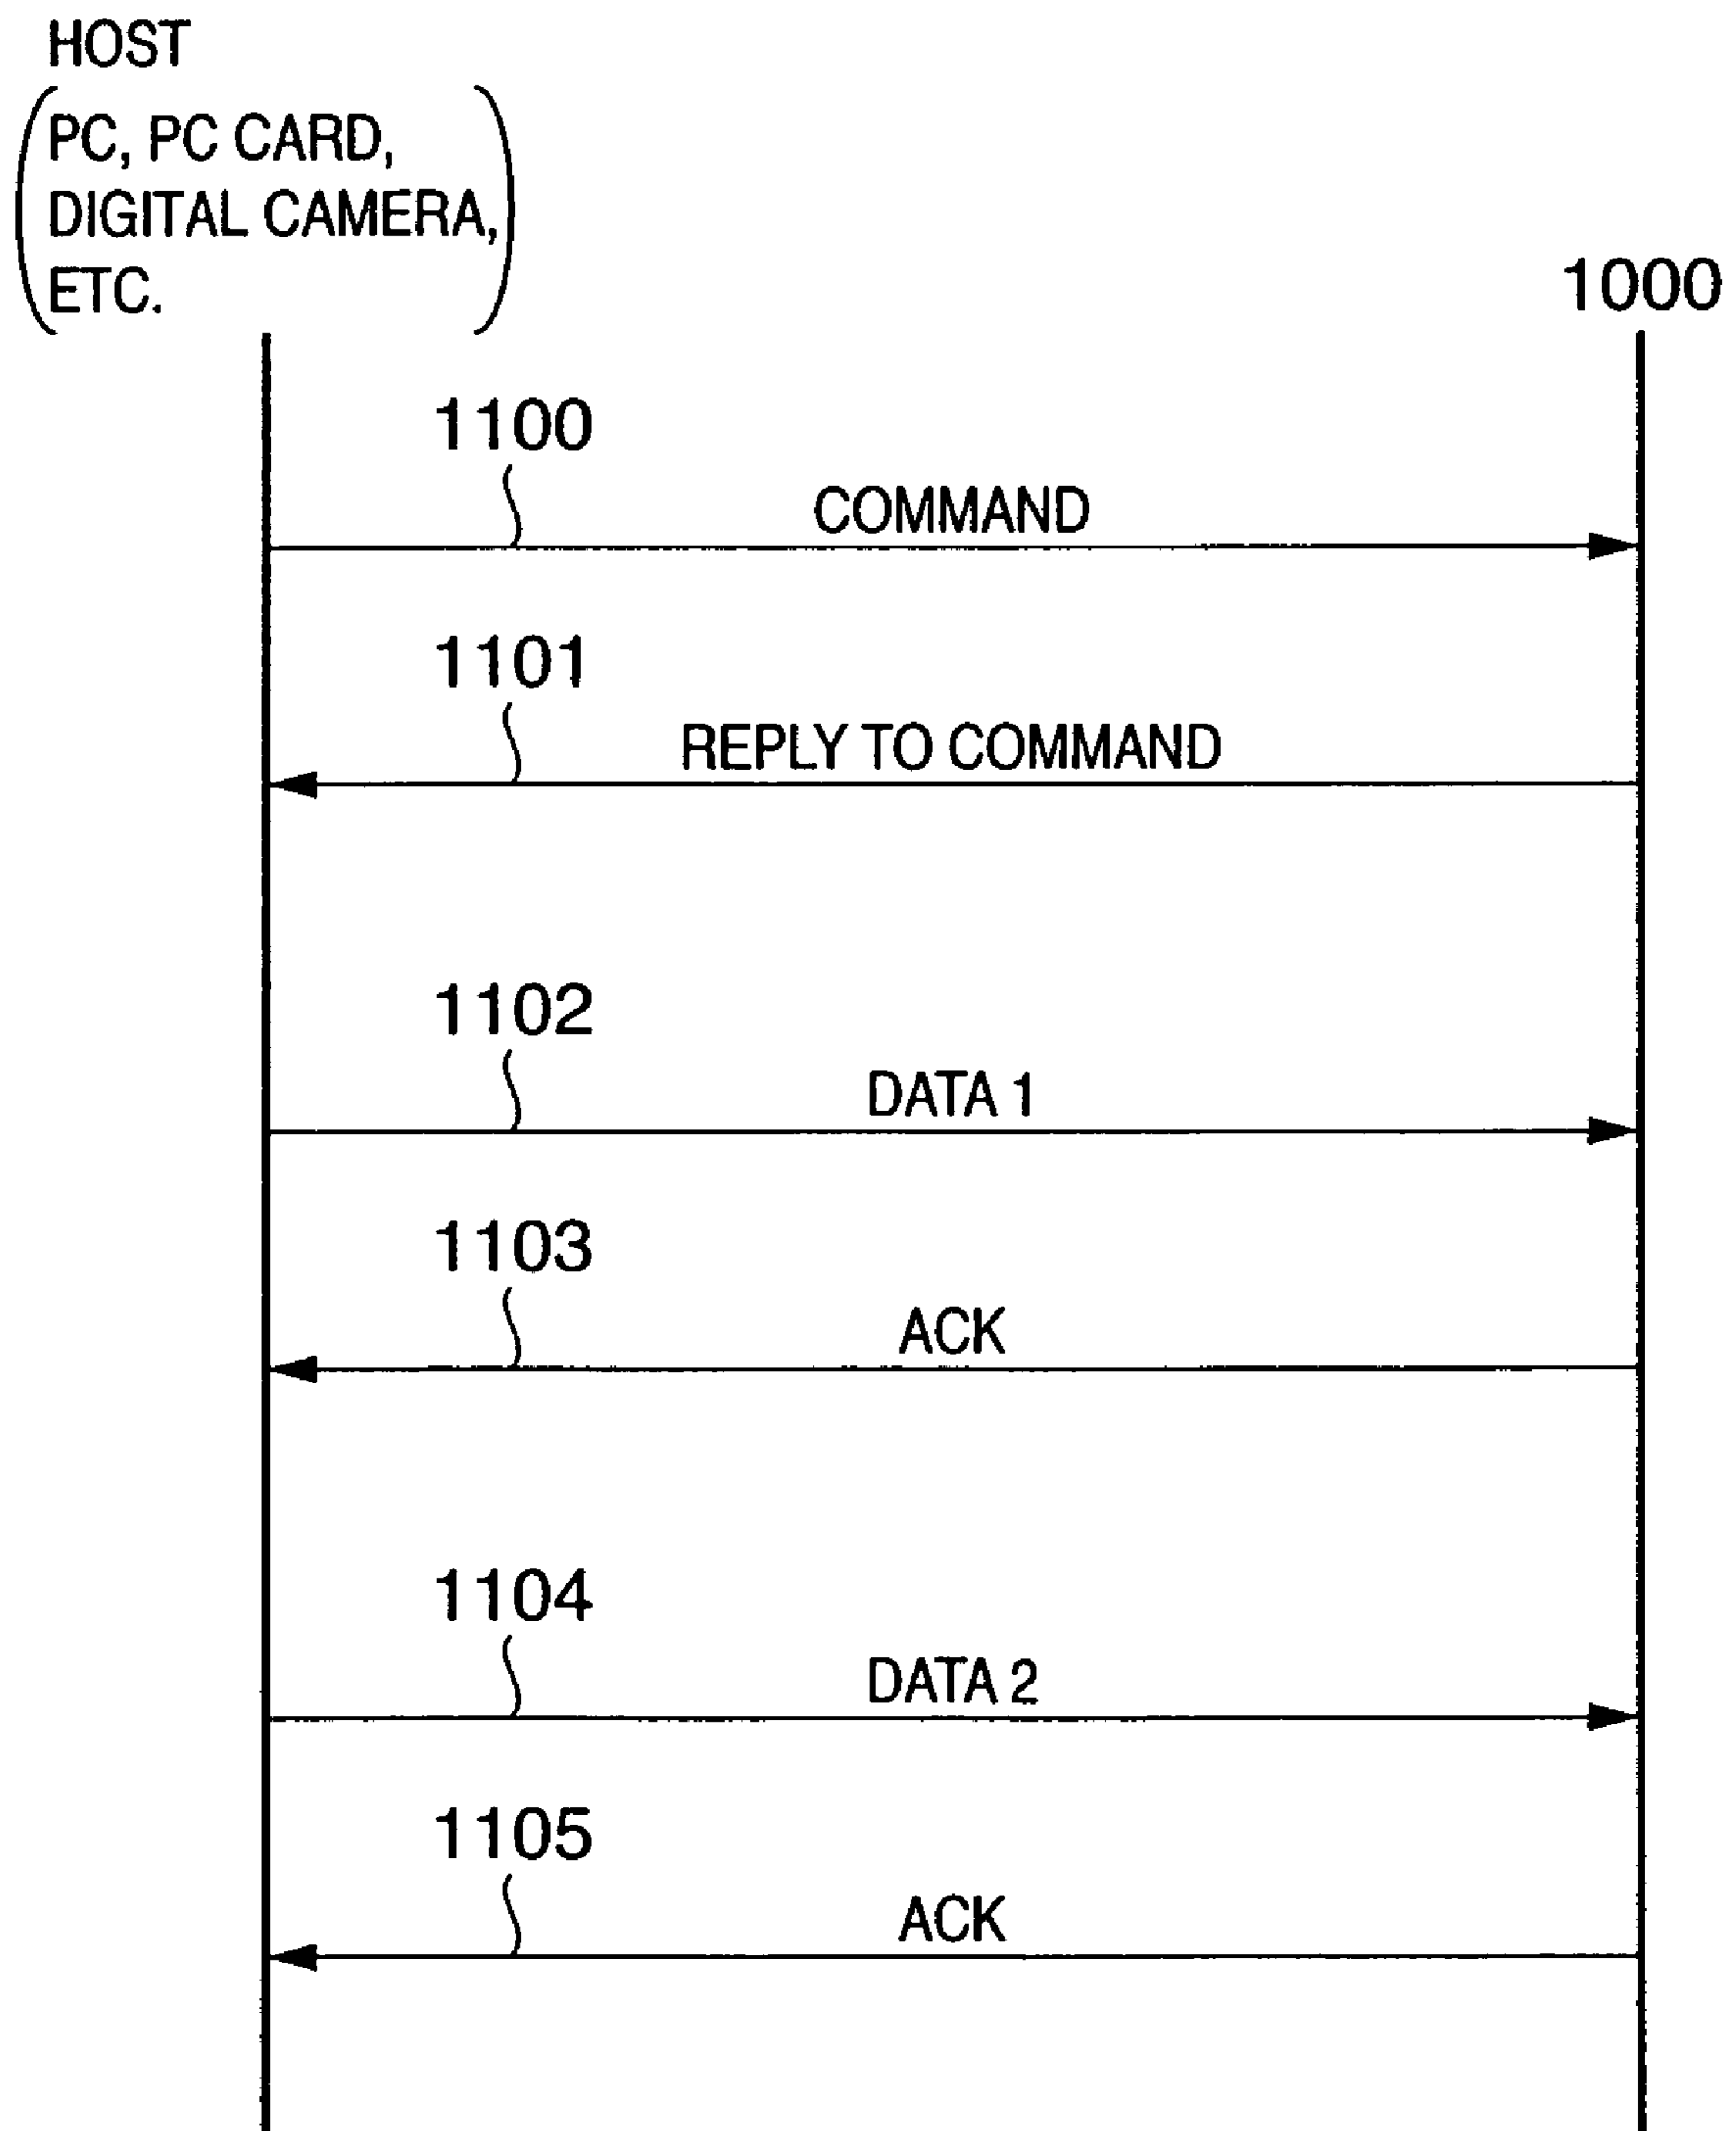 HOST
PC, PC CARD,
DIGITAL CAMERA,
ETC.
1000
1100
COMMAND
1101
REPLY TO COMMAND
1102
DATA 1
1103
ACK
1104
DATA 2
1105
ACK